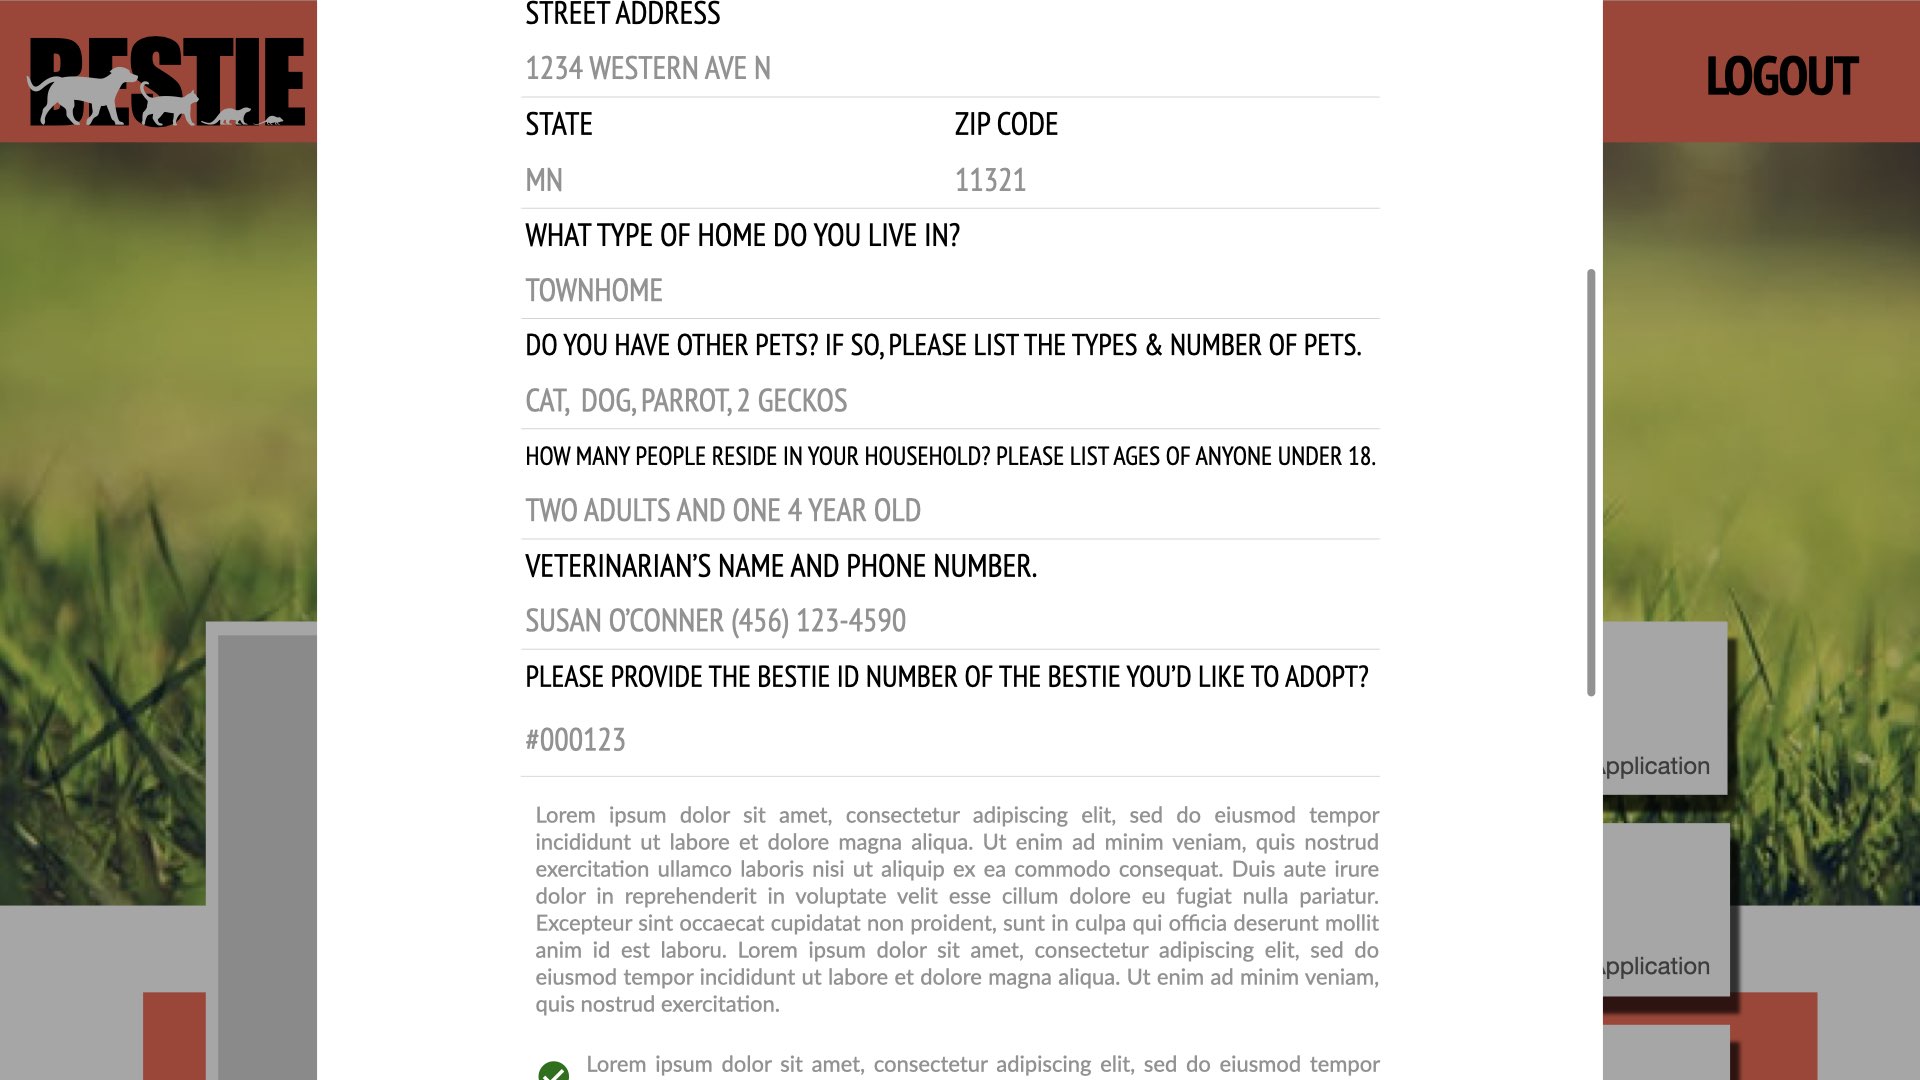 BESTIE
LOGOUT
STREET ADDRESS
1234 WESTERN AVE N
STATE
ZIP CODE
MN
11321
WHAT TYPE OF HOME DO YOU LIVE IN?
TOWNHOME
DO YOU HAVE OTHER PETS? IF SO, PLEASE LIST THE TYPES & NUMBER OF PETS.
CAT, DOG, PARROT, 2 GECKOS
HOW MANY PEOPLE RESIDE IN YOUR HOUSEHOLD? PLEASE LIST AGES OF ANYONE UNDER 18.
TWO ADULTS AND ONE 4 YEAR OLD
VETERINARIAN’S NAME AND PHONE NUMBER.
SUSAN O’CONNER (456) 123-4590
PLEASE PROVIDE THE BESTIE ID NUMBER OF THE BESTIE YOU’D LIKE TO ADOPT?
#000123
Lorem ipsum dolor sit amet, consectetur adipiscing elit, sed do eiusmod tempor
incididunt ut labore et dolore magna aliqua. Ut enim ad minim veniam, quis nostrud
exercitation ullamco laboris nisi ut aliquip ex ea commodo consequat. Duis aute irure
dolor in reprehenderit in voluptate velit esse cillum dolore eu fugiat nulla pariatur.
Excepteur sint occaecat cupidatat non proident, sunt in culpa qui officia deserunt mollit
anim id est laboru. Lorem ipsum dolor sit amet, consectetur adipiscing elit, sed do
eiusmod tempor incididunt ut labore et dolore magna aliqua. Ut enim ad minim veniam,
quis nostrud exercitation.
Lorem ipsum dolor sit amet, consectetur adipiscing elit, sed do eiusmod tempor
Application
Application